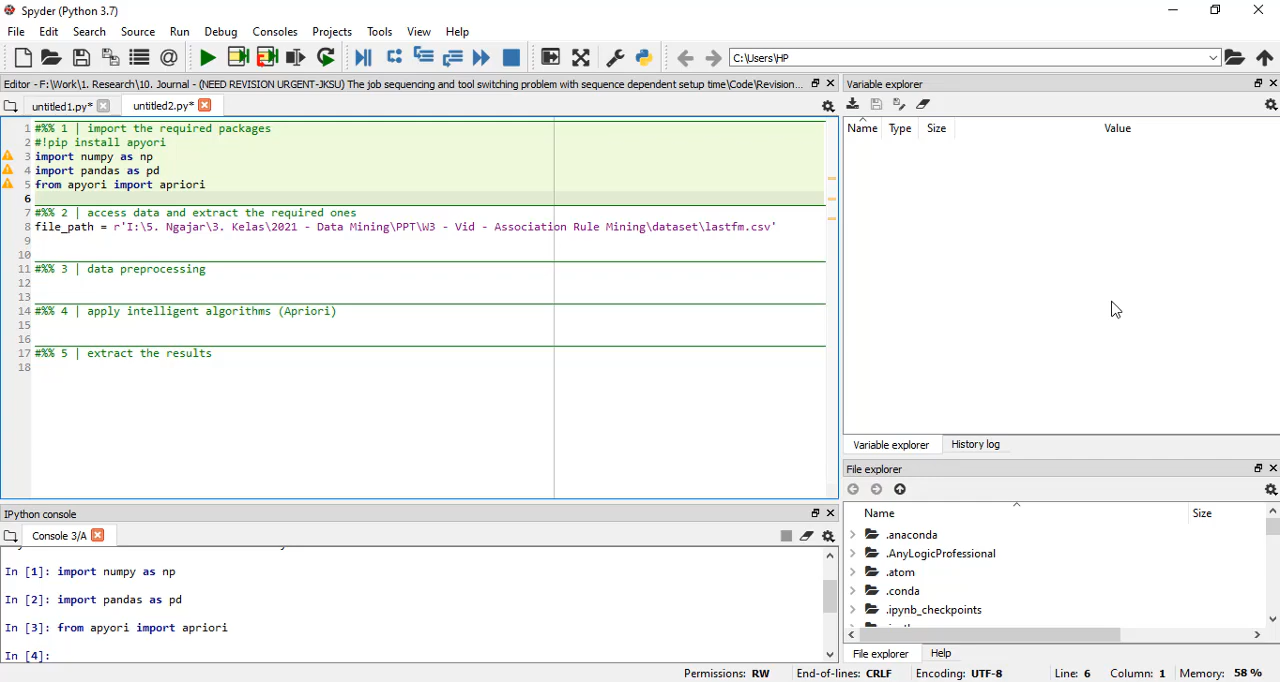 Spyder (Python 3.7)
File Edit Search Source Run Debug Consoles Projects Tools View Help
C:\Users\HP
Editor - F:\Work\1. Research\10. Journal - (NEED REVISION URGENT-JKSU) The job sequencing and tool switching problem with sequence dependent setup time\Code\Revision...
Variable explorer
untitled1.py* untitled2.py*
Name Type Size Value
1 #%% 1 | import the required packages
2 #!pip install apyori
3 import numpy as np
4 import pandas as pd
5 from apyori import apriori
6
7 #%% 2 | access data and extract the required ones
8 file_path = r'I:\5. Ngajar\3. Kelas\2021 - Data Mining\PPT\W3 - Vid - Association Rule Mining\dataset\lastfm.csv'
9
10
11 #%% 3 | data preprocessing
12
13
14 #%% 4 | apply intelligent algorithms (Apriori)
15
16
17 #%% 5 | extract the results
18
Variable explorer History log
File explorer
Name Size
.anaconda
.AnyLogicProfessional
.atom
.conda
.ipynb_checkpoints
File explorer Help
IPython console
Console 3/A
In [1]: import numpy as np
In [2]: import pandas as pd
In [3]: from apyori import apriori
In [4]:
Permissions: RW End-of-lines: CRLF Encoding: UTF-8 Line: 6 Column: 1 Memory: 58 %